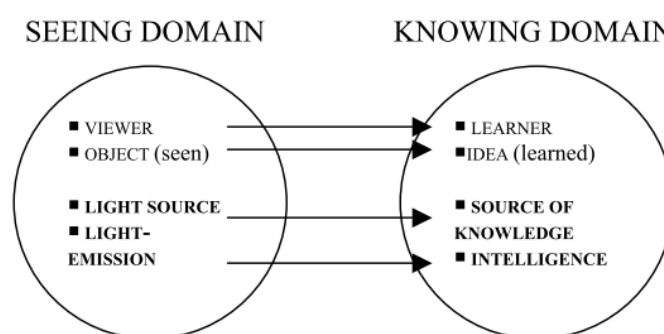 SEEING DOMAIN
KNOWING DOMAIN
▪ VIEWER
▪ OBJECT (seen)
▪ LIGHT SOURCE
▪ LIGHT-
EMISSION
▪ LEARNER
▪IDEA (learned)
▪ SOURCE OF
KNOWLEDGE
▪ INTELLIGENCE